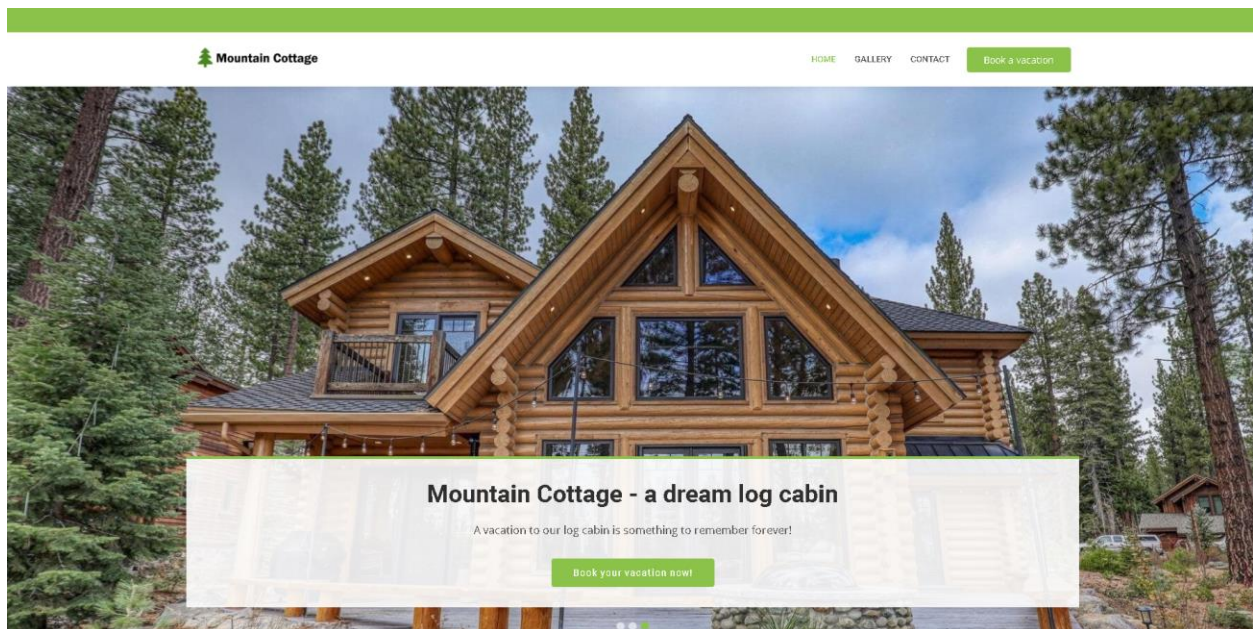 Mountain Cottage
HOME GALLERY CONTACT Book a vacation
Mountain Cottage - a dream log cabin
A vacation to our log cabin is something to remember forever!
Book your vacation now!